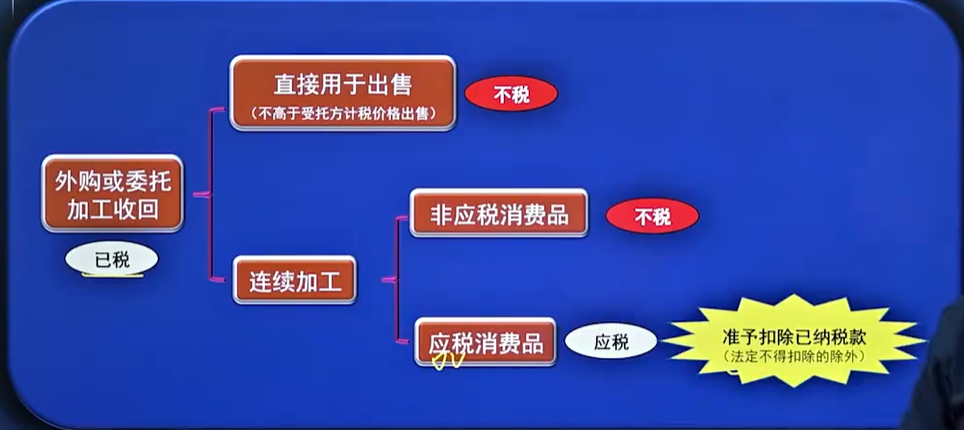 直接用于出售
（不高于受托方计税价格出售）
不税
外购或委托
加工收回
已税
非应税消费品
不税
连续加工
应税消费品
应税
准予扣除已纳税款
（法定不得扣除的除外）